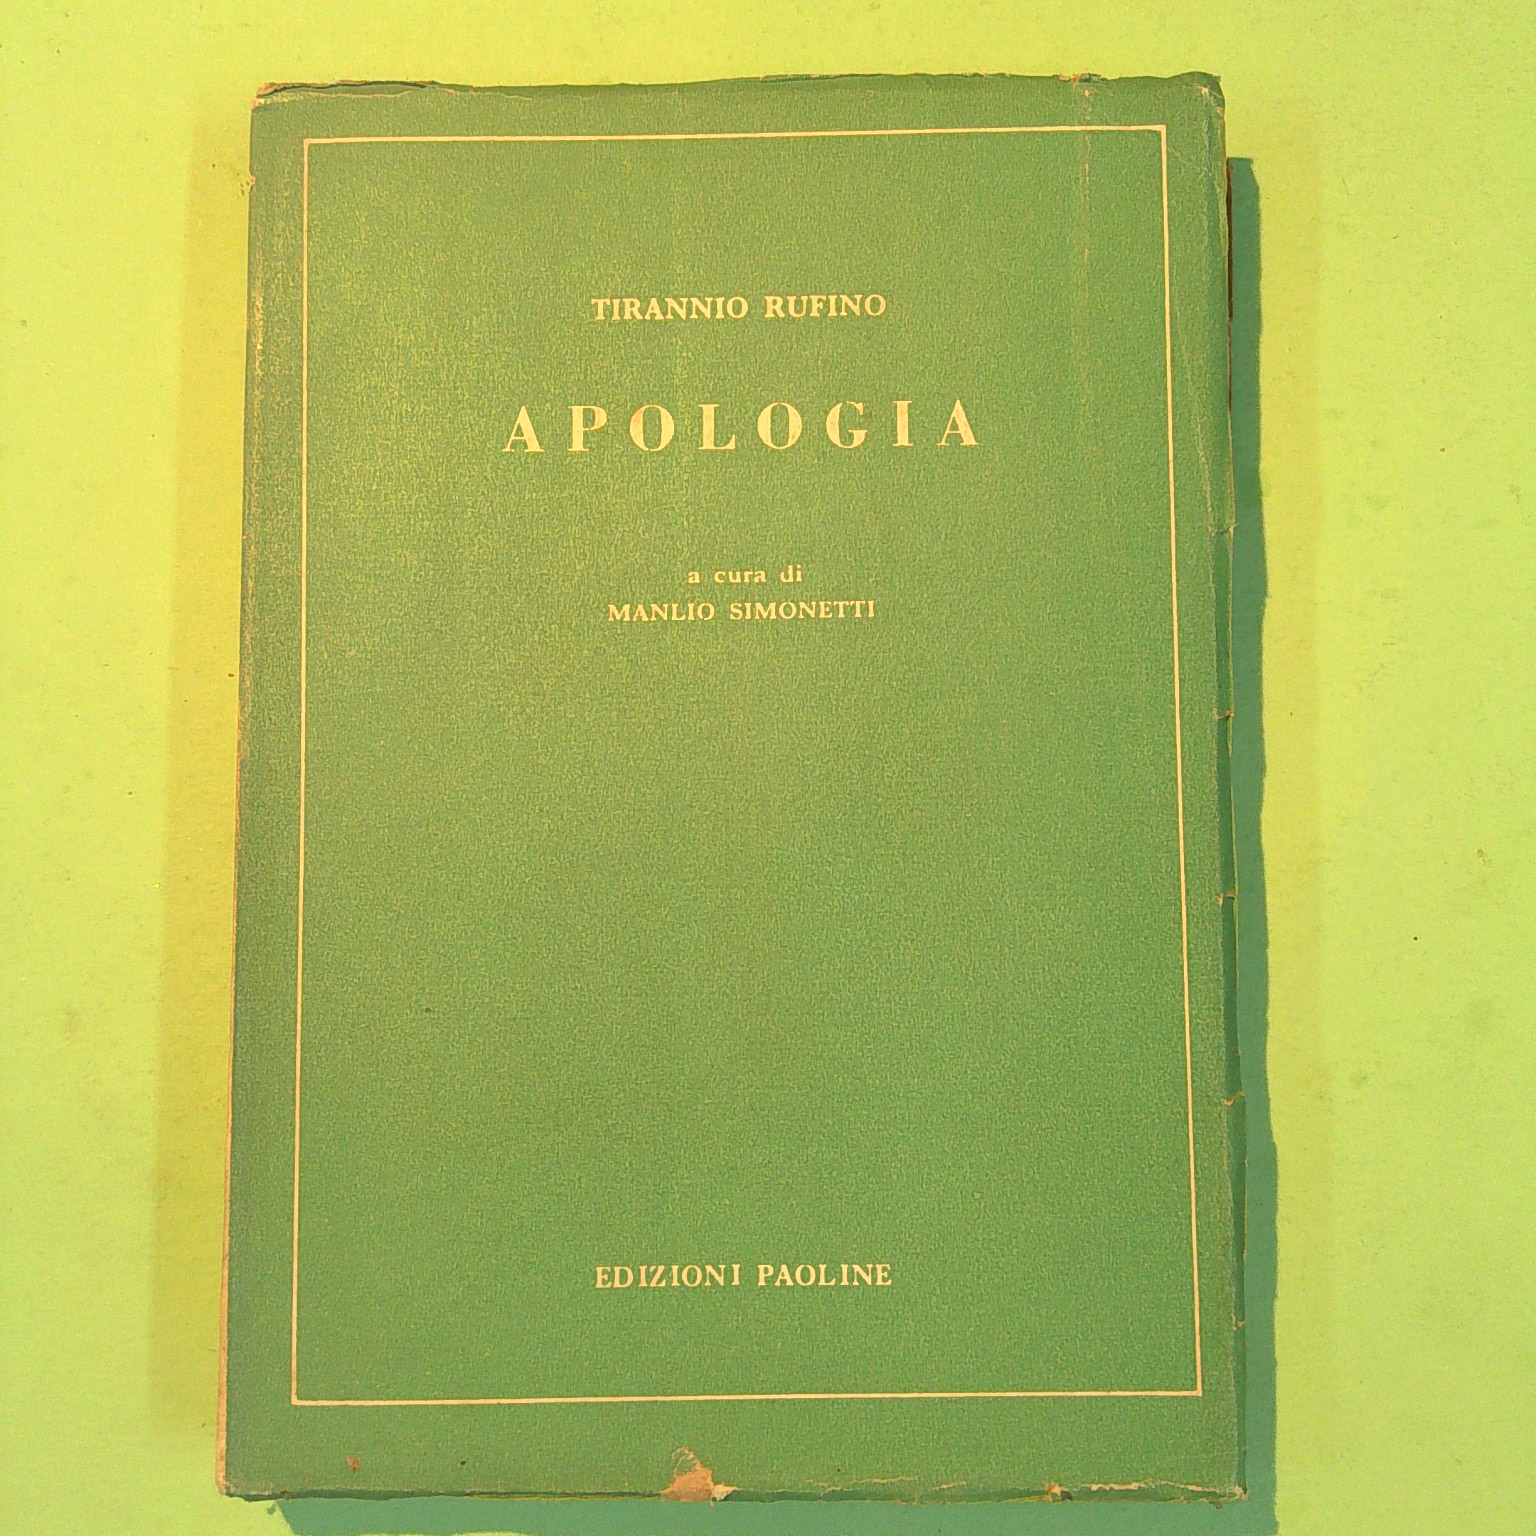 TIRANNIO RUFINO
APOLOGIA
a cura di
MANLIO SIMONETTI
EDIZIONI PAOLINE